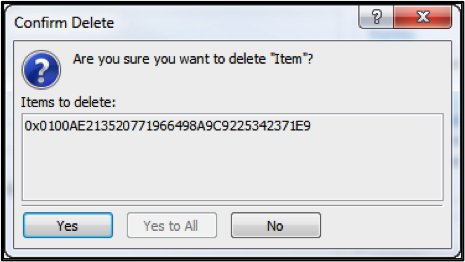 Confirm Delete
Are you sure you want to delete "Item"?
Items to delete:
0x0100AE213520771966498A9C9225342371E9
Yes
Yes to All
No